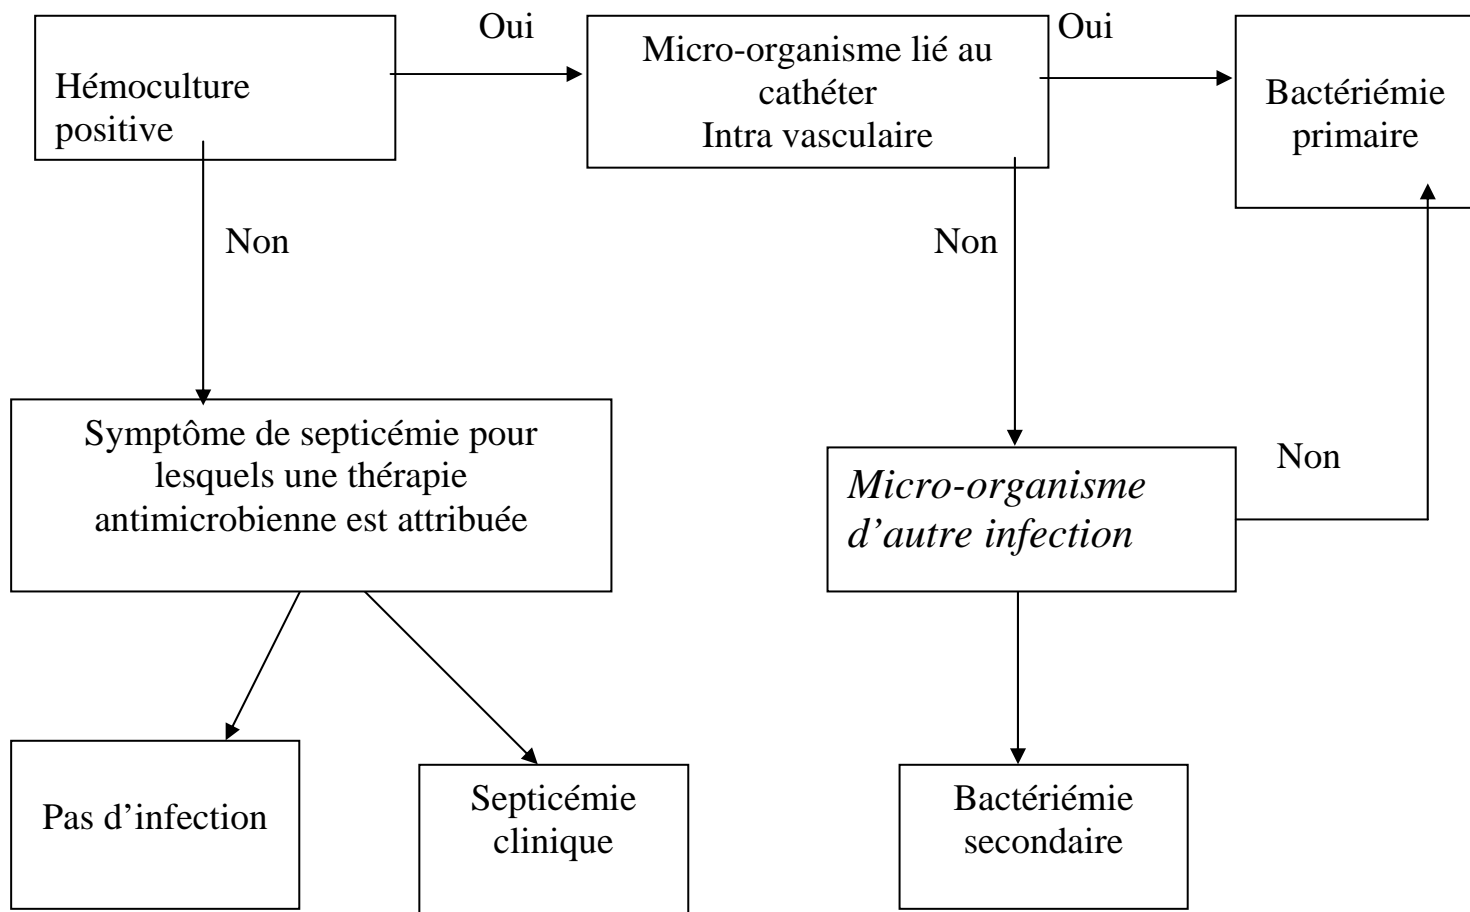 Oui
Oui
Hémoculture
positive
Micro-organisme lié au
cathéter
Intra vasculaire
Bactériémie
primaire
Non
Non
Symptôme de septicémie pour
lesquels une thérapie
antimicrobienne est attribuée
Micro-organisme
d’autre infection
Non
Pas d’infection
Septicémie
clinique
Bactériémie
secondaire